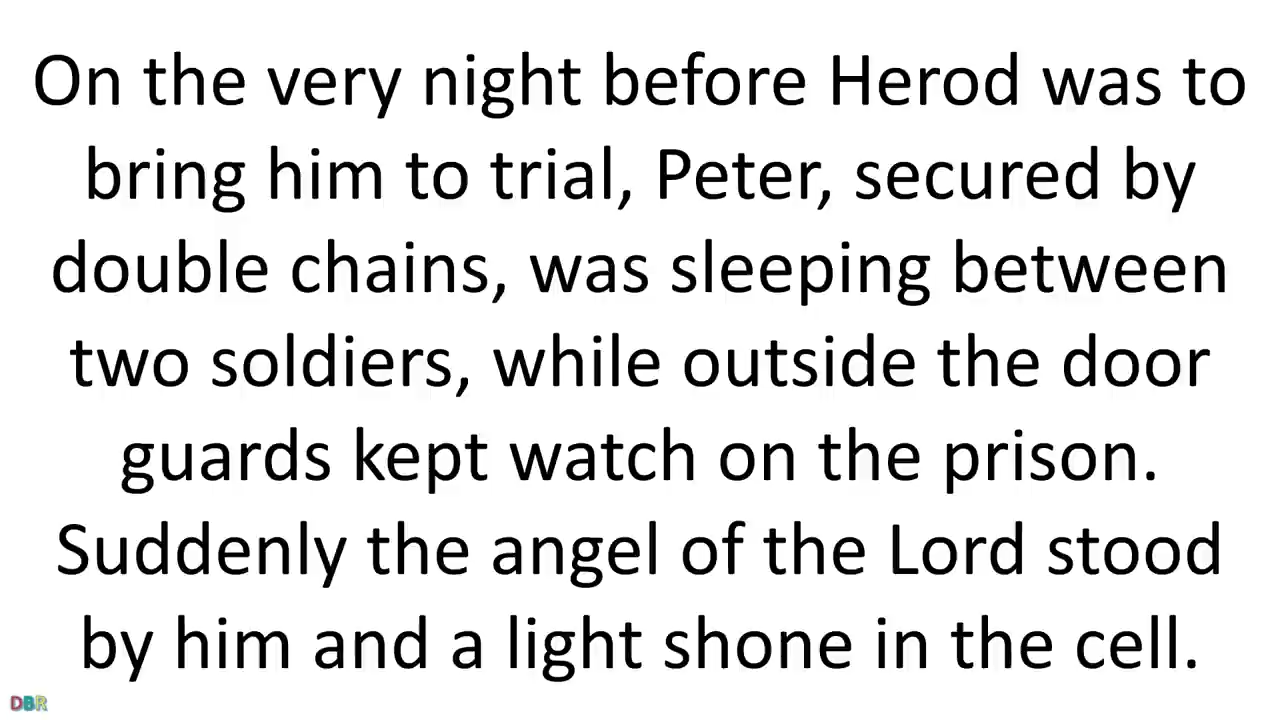 On the very night before Herod was to
bring him to trial, Peter, secured by
double chains, was sleeping between
two soldiers, while outside the door
guards kept watch on the prison.
Suddenly the angel of the Lord stood
by him and a light shone in the cell.
DBR